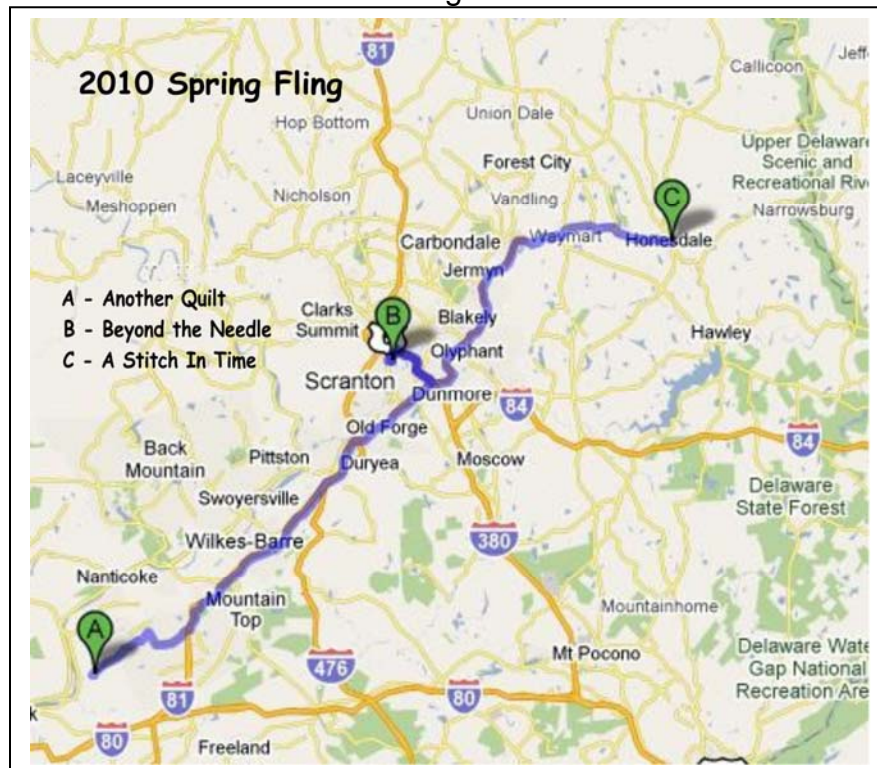 81
2010 Spring Fling
Callicoon
Jeff
Union Dale
Hop Bottom
Upper Delaware
Scenic and
Recreational Rive
Forest City
Laceyville
Nicholson
Vandling
Meshoppen
C
Narrowsburg
Waymart
Honesdale
Carbondale
Jermyn
A - Another Quilt
B - Beyond the Needle
C - A Stitch In Time
Clarks
Summit
B
Blakely
Olyphant
Hawley
Scranton
Dunmore
84
Old Forge
84
Back
Mountain
Pittston
Duryea
Moscow
Delaware
State Forest
Swoyersville
Wilkes-Barre
380
Nanticoke
Mountain
Top
Mountainhome
A
Mt Pocono
Delaware Wate
Gap National
Recreation Area
476
81
80
k
80
Freeland